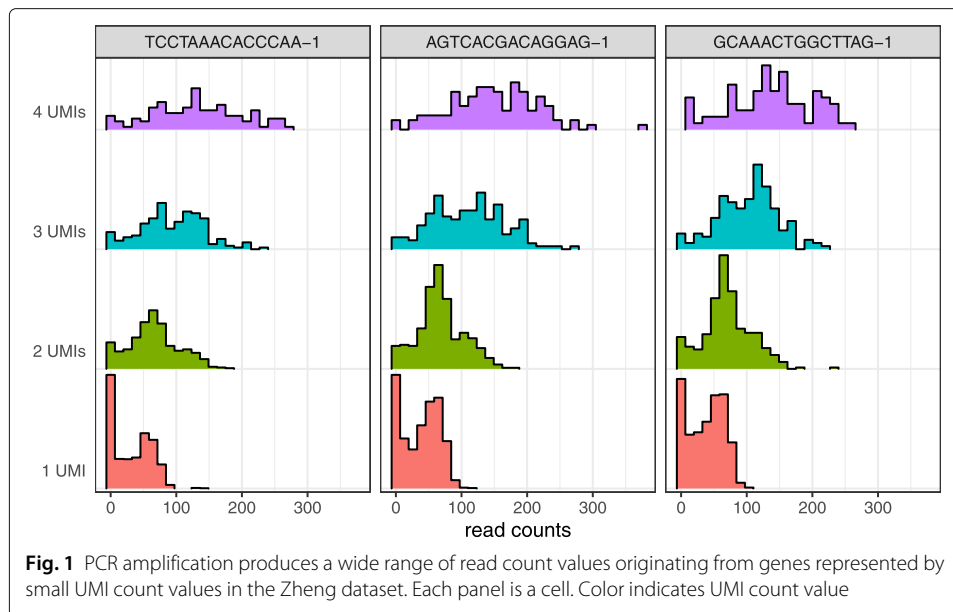 TCCTAAACACCCAA−1 AGTCACGACAGGAG−1 GCAAACTGGCTTAG−1
4 UMIs
3 UMIs
2 UMIs
1 UMI
0 100 200 300 0 100 200 300 0 100 200 300
read counts
Fig. 1 PCR amplification produces a wide range of read count values originating from genes represented by
small UMI count values in the Zheng dataset. Each panel is a cell. Color indicates UMI count value